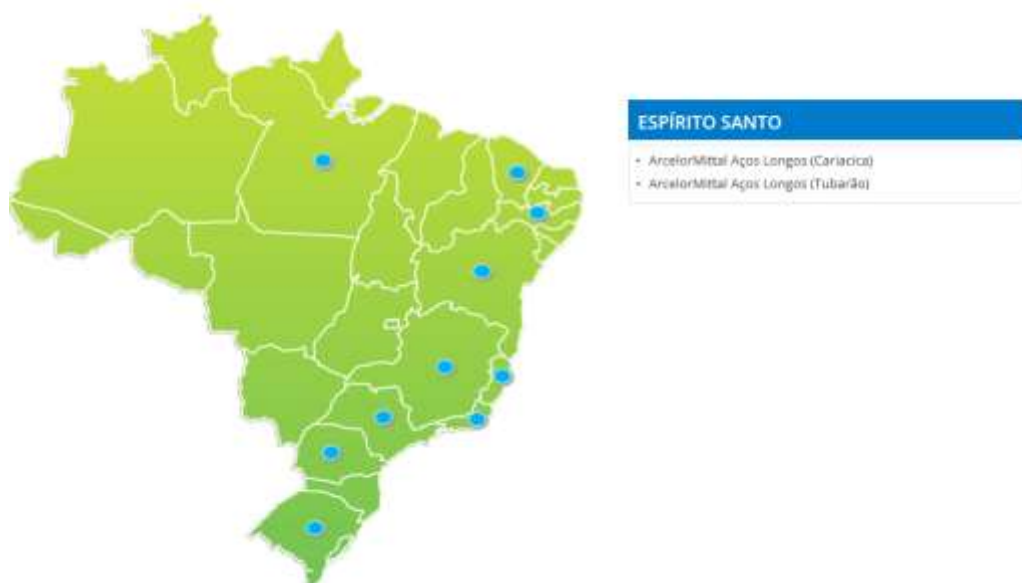 ESPÍRITO SANTO
• ArcelorMittal Aços Longos (Cariacica)
• ArcelorMittal Aços Longos (Tubarão)